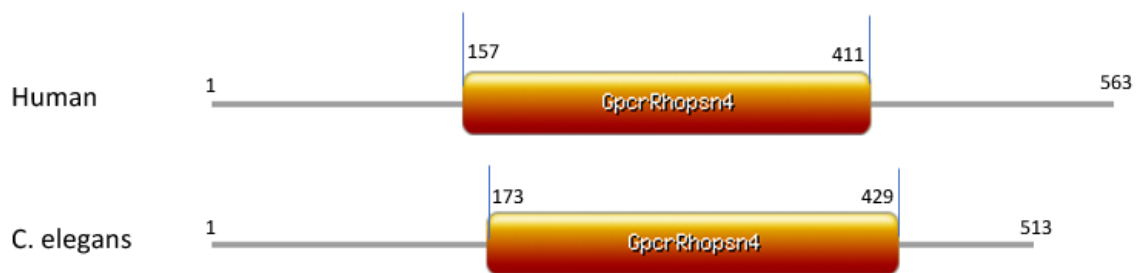 157 411
1 563
Human GpcrRhopsn4
173 429
1 513
C. elegans GpcrRhopsn4